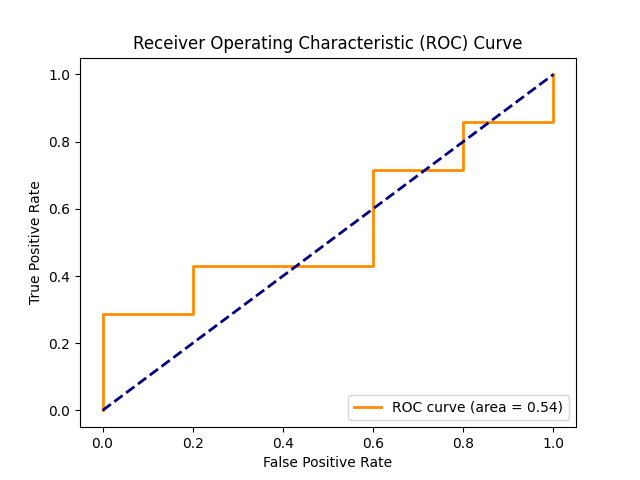 Receiver Operating Characteristic (ROC) Curve
1.0
0.8
0.6
0.4
0.2
0.0
True Positive Rate
ROC curve (area = 0.54)
0.0 0.2 0.4 0.6 0.8 1.0
False Positive Rate